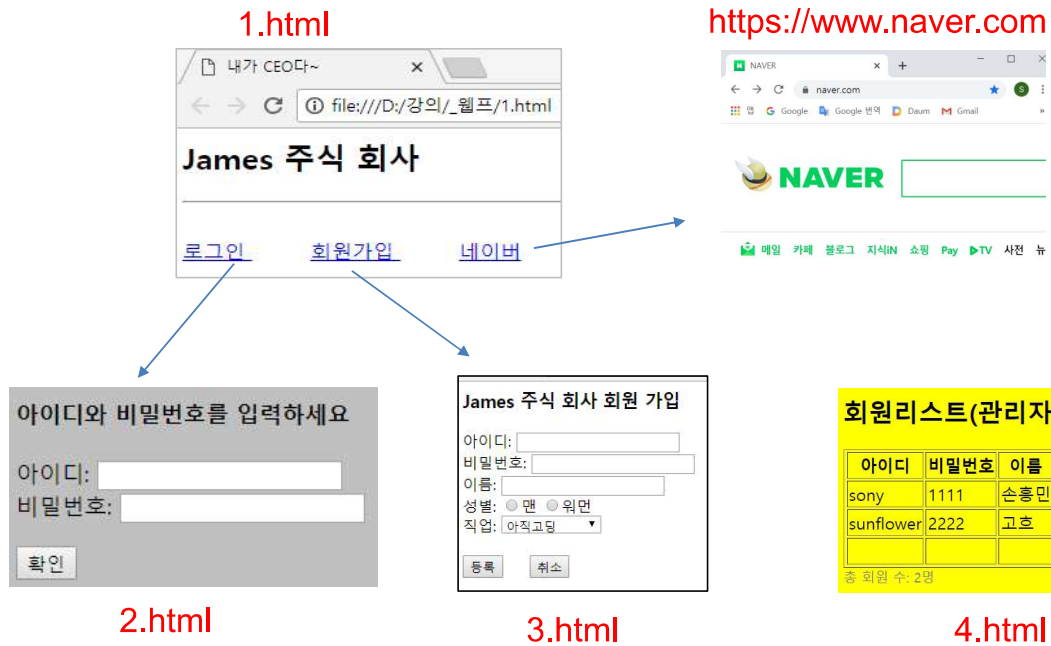 1.html
https://www.naver.com
내가 CEO다~
file:///D:/강의/_웹프/1.html
James 주식 회사
로그인 회원가입 네이버
NAVER
naver.com
앱 Google Google 번역 Daum Gmail »
NAVER
메일 카페 블로그 지식iN 쇼핑 Pay TV 사전 뉴
아이디와 비밀번호를 입력하세요
아이디:
비밀번호:
확인
2.html
James 주식 회사 회원 가입
아이디:
비밀번호:
이름:
성별: 맨 워먼
직업: 아직고딩
등록 취소
3.html
회원리스트(관리자
아이디 비밀번호 이름
sony 1111 손흥민
sunflower 2222 고흐
총 회원 수: 2명
4.html